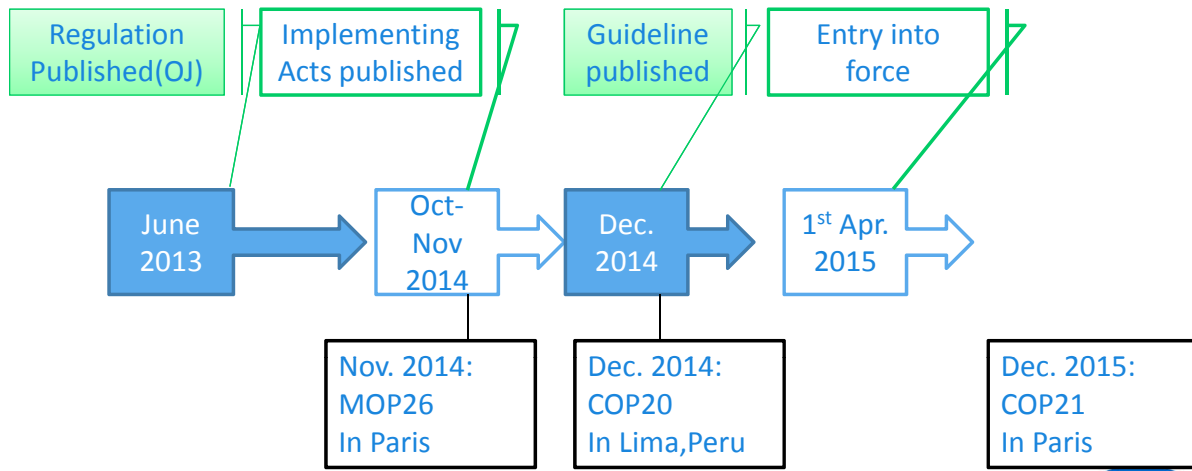 Regulation
Published(OJ)
Implementing
Acts published
Guideline
published
Entry into
force
June
2013
Oct-
Nov
2014
Dec.
2014
1st Apr.
2015
Nov. 2014:
MOP26
In Paris
Dec. 2014:
COP20
In Lima,Peru
Dec. 2015:
COP21
In Paris